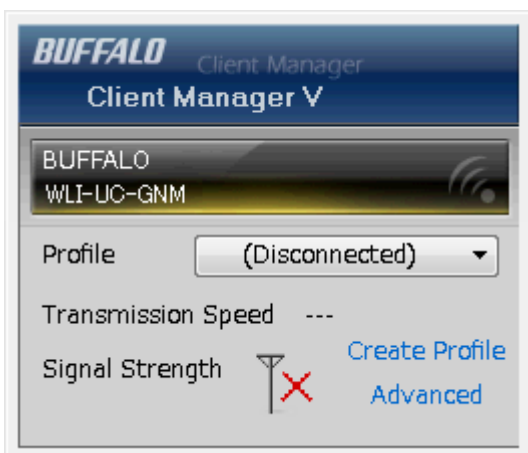 BUFFALO Client Manager
Client Manager V
BUFFALO
WLI-UC-GNM
Profile (Disconnected)
Transmission Speed ---
Signal Strength
Create Profile
Advanced